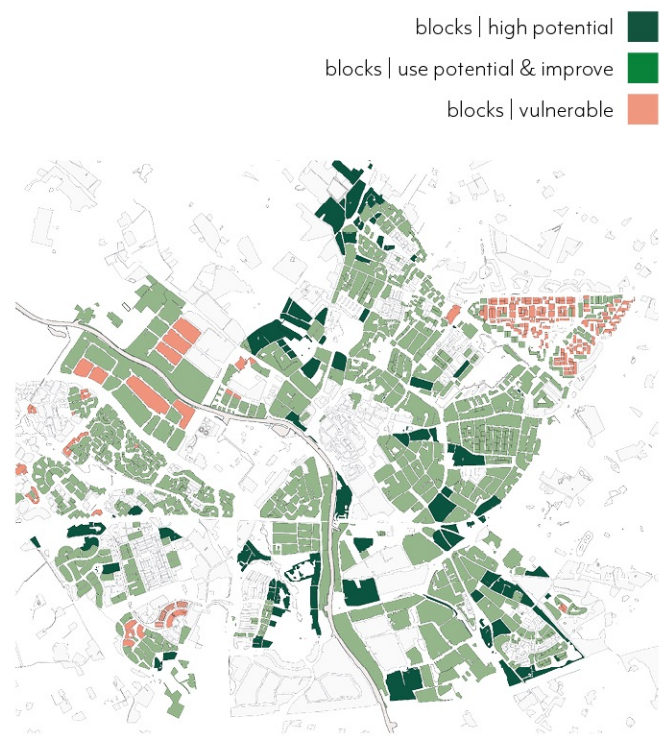 blocks | high potential
blocks | use potential & improve
blocks | vulnerable